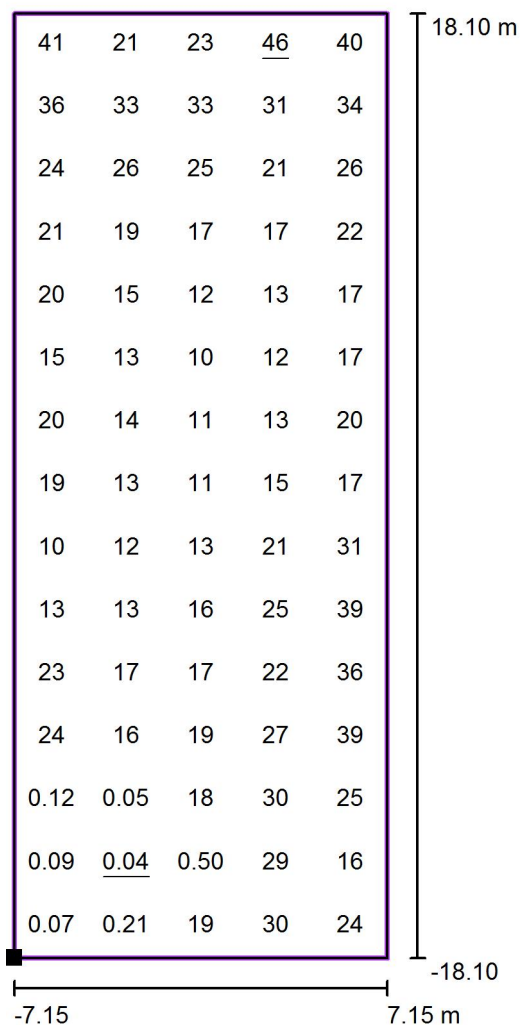 18.10 m
41 21 23 46 40
36 33 33 31 34
24 26 25 21 26
21 19 17 17 22
20 15 12 13 17
15 13 10 12 17
20 14 11 13 20
19 13 11 15 17
10 12 13 21 31
13 13 16 25 39
23 17 17 22 36
24 16 19 27 39
0.12 0.05 18 30 25
0.09 0.04 0.50 29 16
0.07 0.21 19 30 24
-18.10
-7.15 7.15 m